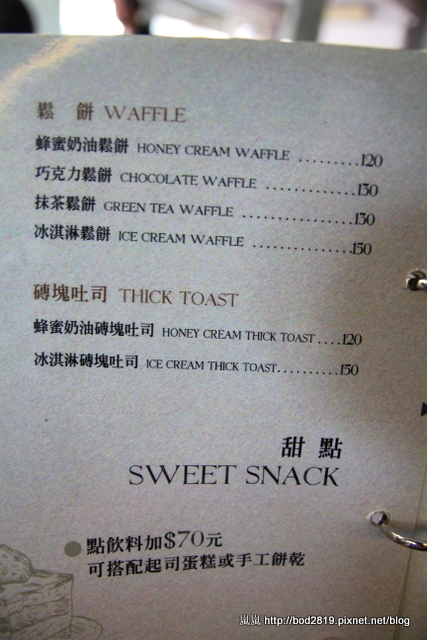 鬆 餅 WAFFLE
蜂蜜奶油鬆餅 HONEY CREAM WAFFLE .........120
巧克力鬆餅 CHOCOLATE WAFFLE ...............130
抹茶鬆餅 GREEN TEA WAFFLE .................130
冰淇淋鬆餅 ICE CREAM WAFFLE ...............150
磚塊吐司 THICK TOAST
蜂蜜奶油磚塊吐司 HONEY CREAM THICK TOAST ....120
冰淇淋磚塊吐司 ICE CREAM THICK TOAST..........150
甜 點
SWEET SNACK
點飲料加$70元
可搭配起司蛋糕或手工餅乾
嵐嵐 http://bod2819.pixnet.net/blog